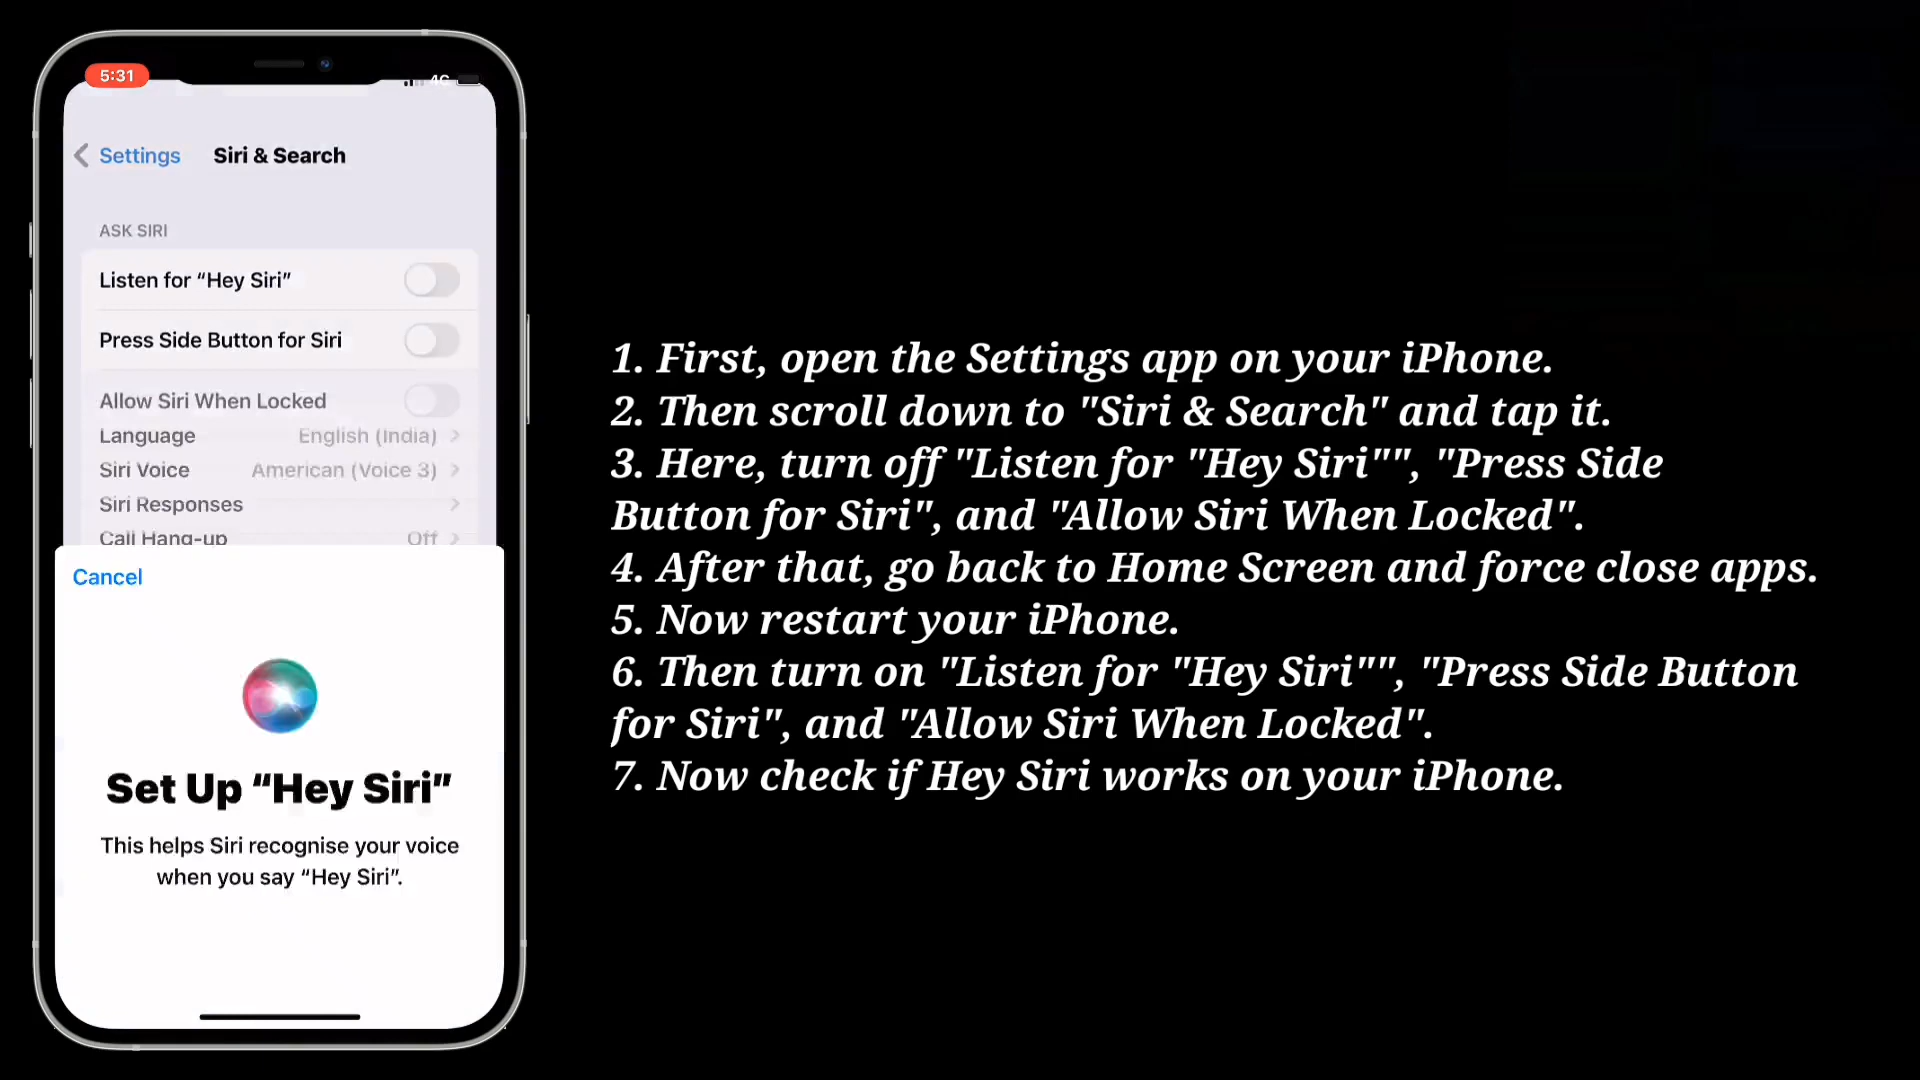 5:31
4G
Settings
Siri & Search
ASK SIRI
Listen for “Hey Siri”
Press Side Button for Siri
Allow Siri When Locked
Language English (India)
Siri Voice American (Voice 3)
Siri Responses
Call Hang-up Off
Cancel
Set Up “Hey Siri”
This helps Siri recognise your voice
when you say “Hey Siri”.
1. First, open the Settings app on your iPhone.
2. Then scroll down to "Siri & Search" and tap it.
3. Here, turn off "Listen for "Hey Siri"", "Press Side
Button for Siri", and "Allow Siri When Locked".
4. After that, go back to Home Screen and force close apps.
5. Now restart your iPhone.
6. Then turn on "Listen for "Hey Siri"", "Press Side Button
for Siri", and "Allow Siri When Locked".
7. Now check if Hey Siri works on your iPhone.